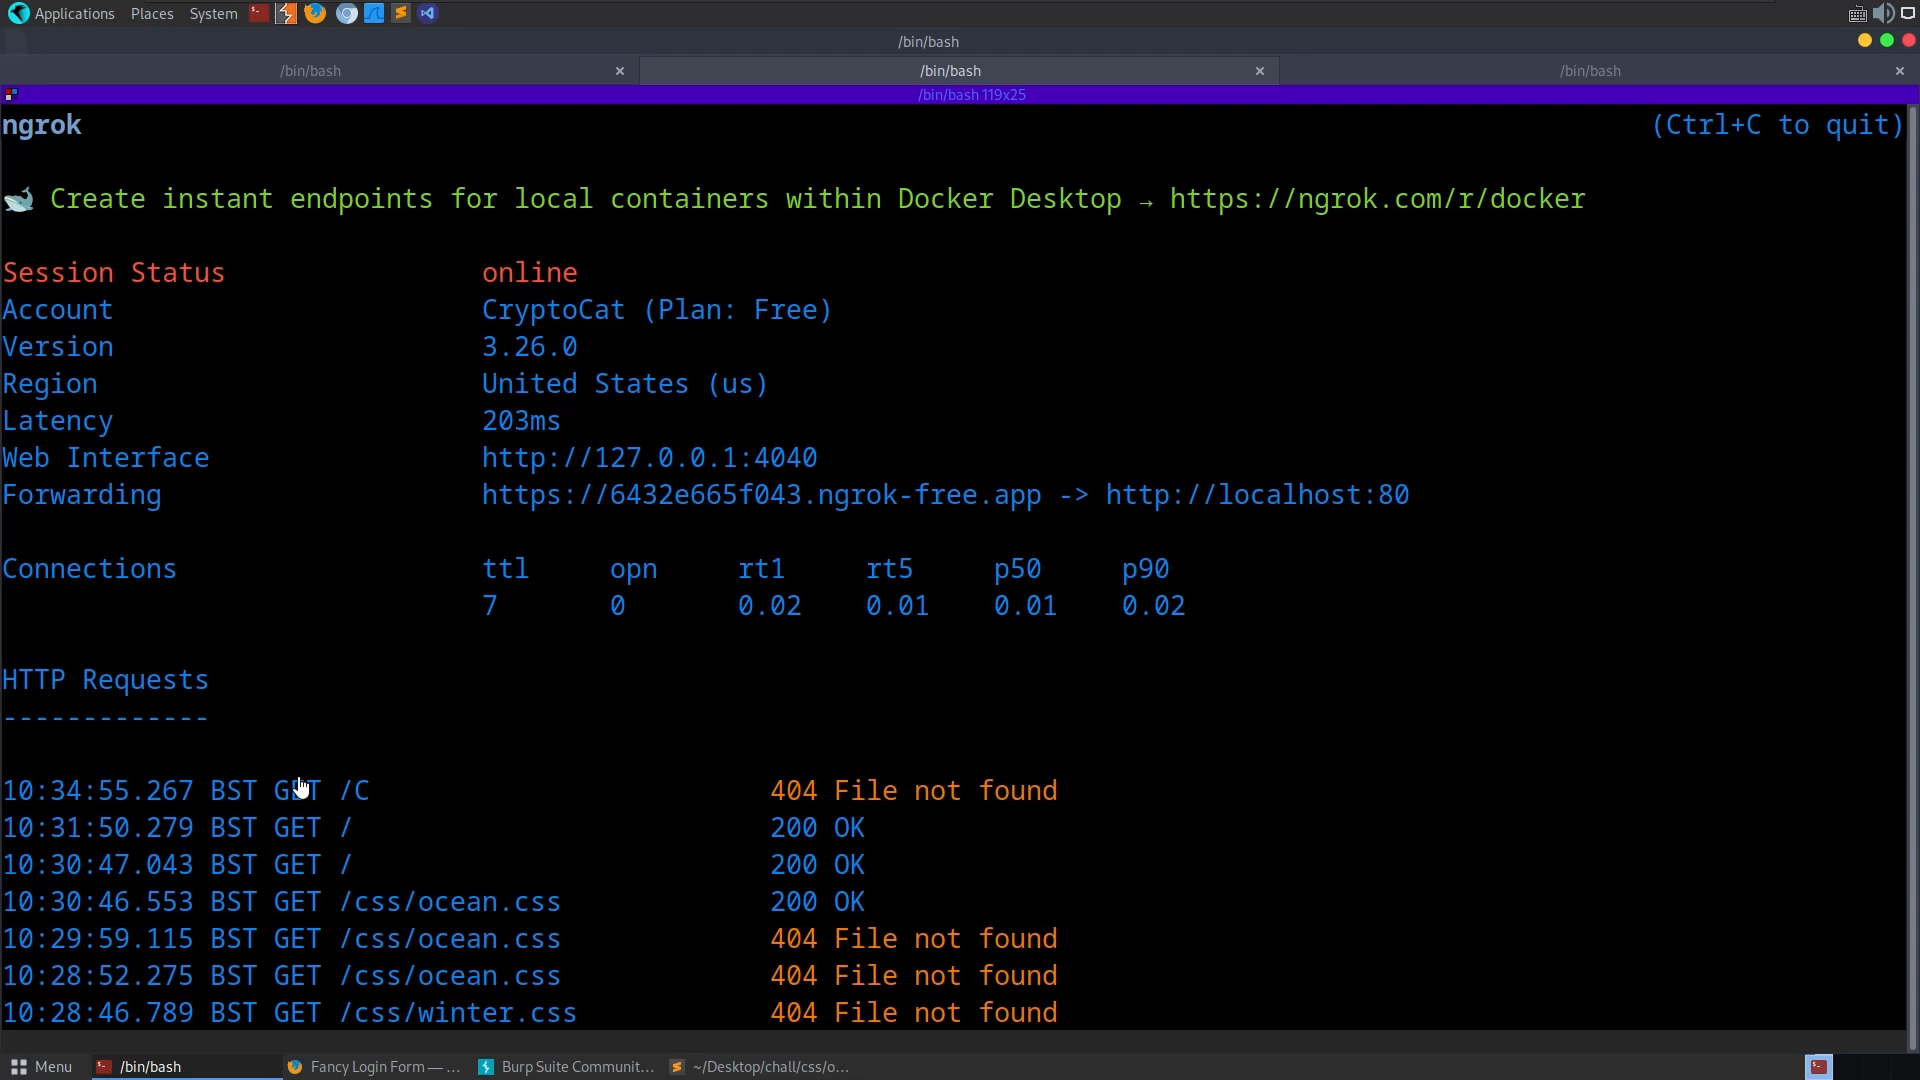 Applications Places System
/bin/bash
/bin/bash × /bin/bash × /bin/bash ×
/bin/bash 119x25
ngrok (Ctrl+C to quit)
🐋 Create instant endpoints for local containers within Docker Desktop → https://ngrok.com/r/docker
Session Status online
Account CryptoCat (Plan: Free)
Version 3.26.0
Region United States (us)
Latency 203ms
Web Interface http://127.0.0.1:4040
Forwarding https://6432e665f043.ngrok-free.app -> http://localhost:80
Connections ttl opn rt1 rt5 p50 p90
7 0 0.02 0.01 0.01 0.02
HTTP Requests
-------------
10:34:55.267 BST GET /C 404 File not found
10:31:50.279 BST GET / 200 OK
10:30:47.043 BST GET / 200 OK
10:30:46.553 BST GET /css/ocean.css 200 OK
10:29:59.115 BST GET /css/ocean.css 404 File not found
10:28:52.275 BST GET /css/ocean.css 404 File not found
10:28:46.789 BST GET /css/winter.css 404 File not found
Menu /bin/bash Fancy Login Form — ... Burp Suite Communit... ~/Desktop/chall/css/o...